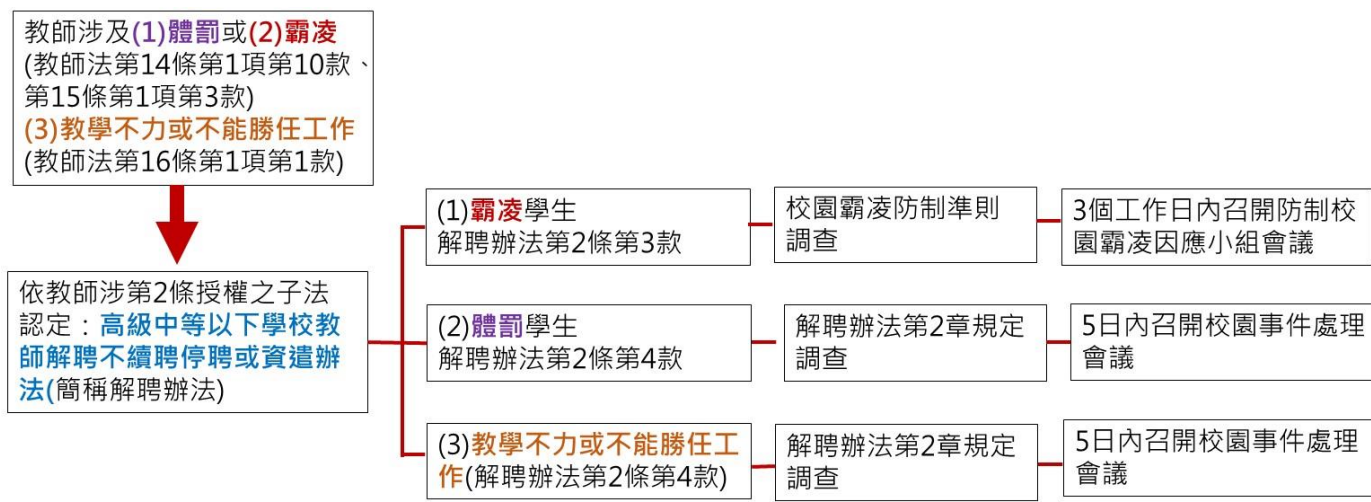 教師涉及(1)體罰或(2)霸凌
(教師法第14條第1項第10款、
第15條第1項第3款)
(3)教學不力或不能勝任工作
(教師法第16條第1項第1款)
依教師涉第2條授權之子法
認定：高級中等以下學校教
師解聘不續聘停聘或資遣辦
法(簡稱解聘辦法)
(1)霸凌學生
解聘辦法第2條第3款
校園霸凌防制準則
調查
3個工作日內召開防制校
園霸凌因應小組會議
(2)體罰學生
解聘辦法第2條第4款
解聘辦法第2章規定
調查
5日內召開校園事件處理
會議
(3)教學不力或不能勝任工
作(解聘辦法第2條第4款)
解聘辦法第2章規定
調查
5日內召開校園事件處理
會議